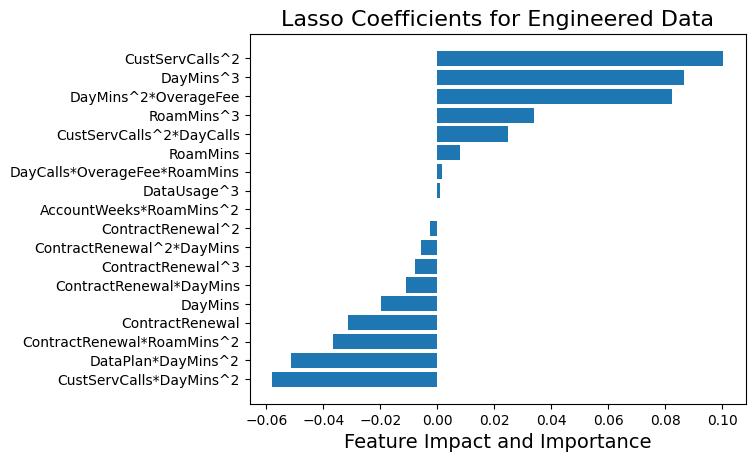 Lasso Coefficients for Engineered Data
CustServCalls^2
DayMins^3
DayMins^2*OverageFee
RoamMins^3
CustServCalls^2*DayCalls
RoamMins
DayCalls*OverageFee*RoamMins
DataUsage^3
AccountWeeks*RoamMins^2
ContractRenewal^2
ContractRenewal^2*DayMins
ContractRenewal^3
ContractRenewal*DayMins
DayMins
ContractRenewal
ContractRenewal*RoamMins^2
DataPlan*DayMins^2
CustServCalls*DayMins^2
−0.06 −0.04 −0.02 0.00 0.02 0.04 0.06 0.08 0.10
Feature Impact and Importance